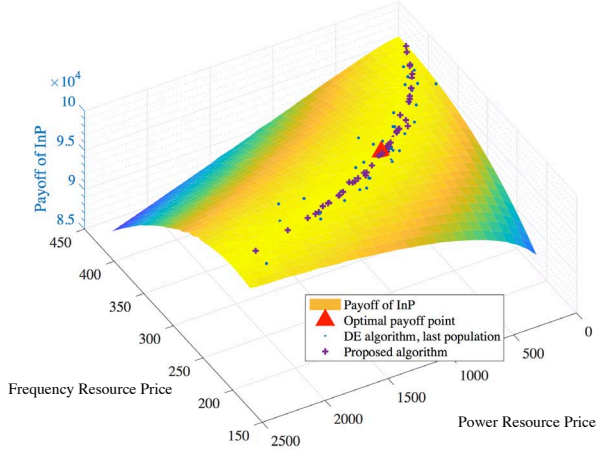 ×10⁴
10
9.5
9
8.5
Payoff of InP
450
400
350
300
250
200
150
Frequency Resource Price
2500
2000
1500
1000
500
0
Power Resource Price
Payoff of InP
Optimal payoff point
DE algorithm, last population
Proposed algorithm